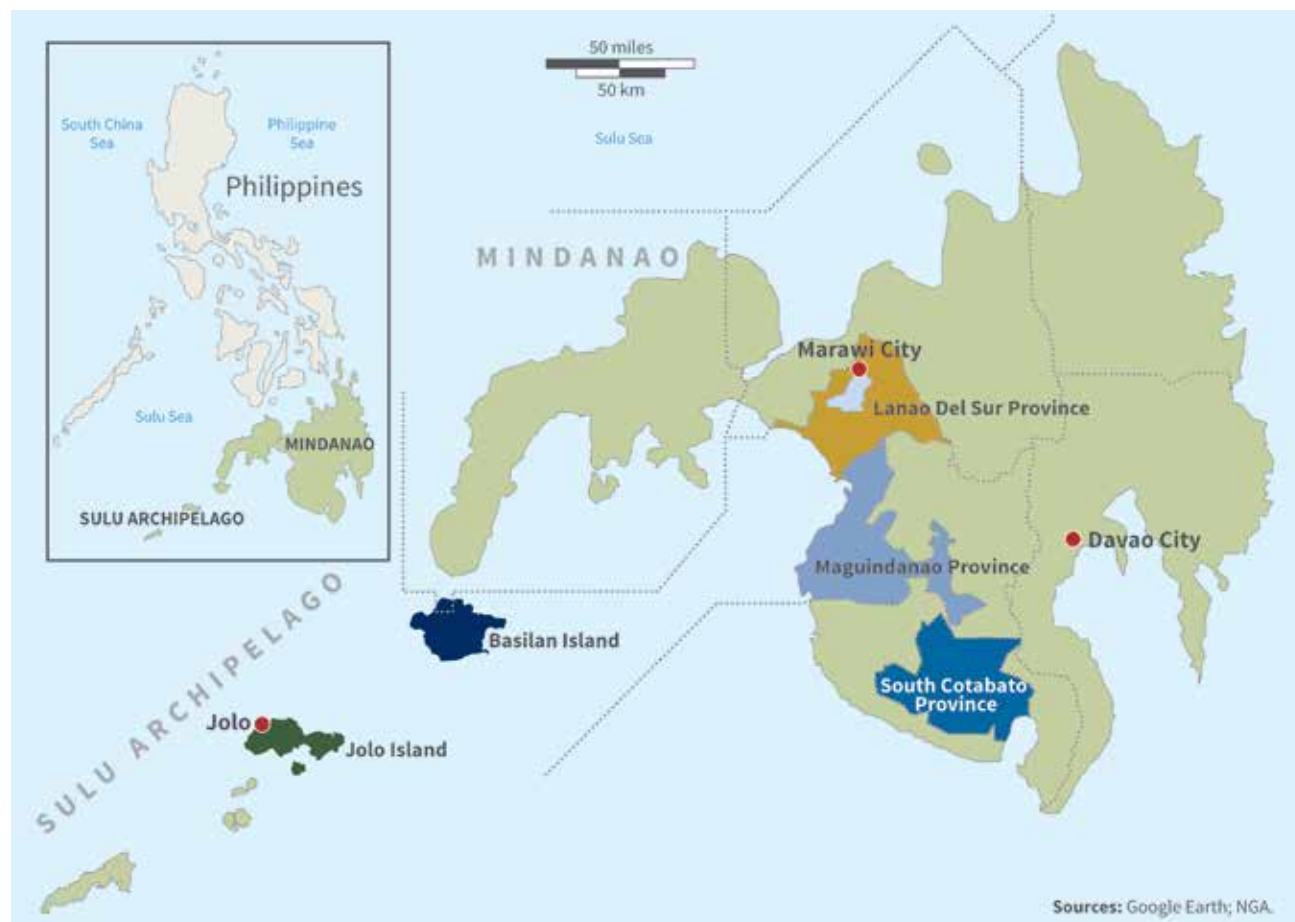 South China
Sea
Philippine
Sea
Philippines
Sulu Sea
MINDANAO
SULU ARCHIPELAGO
50 miles
50 km
Sulu Sea
MINDANAO
Marawi City
Lanao Del Sur Province
Davao City
Maguindanao Province
Basilan Island
South Cotabato
Province
SULU ARCHIPELAGO
Jolo
Jolo Island
Sources: Google Earth; NGA.